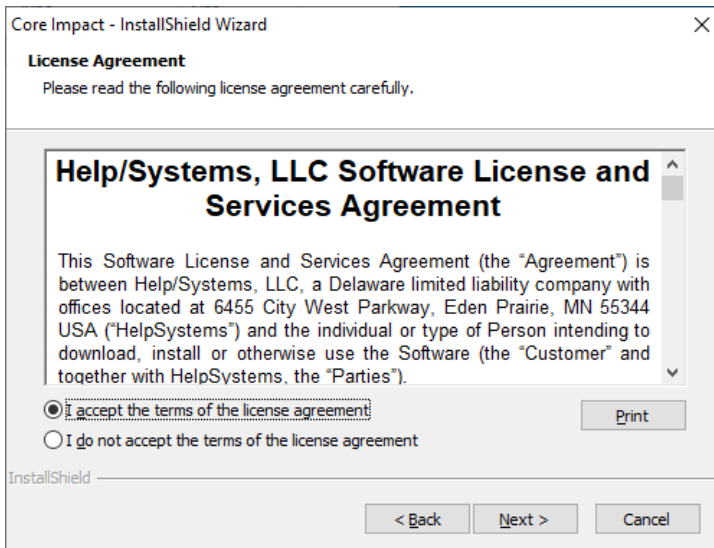 Core Impact - InstallShield Wizard
License Agreement
Please read the following license agreement carefully.
Help/Systems, LLC Software License and
Services Agreement
This Software License and Services Agreement (the “Agreement”) is
between Help/Systems, LLC, a Delaware limited liability company with
offices located at 6455 City West Parkway, Eden Prairie, MN 55344
USA (“HelpSystems”) and the individual or type of Person intending to
download, install or otherwise use the Software (the “Customer” and
together with HelpSystems, the “Parties”).
I accept the terms of the license agreement
Print
I do not accept the terms of the license agreement
InstallShield
< Back
Next >
Cancel